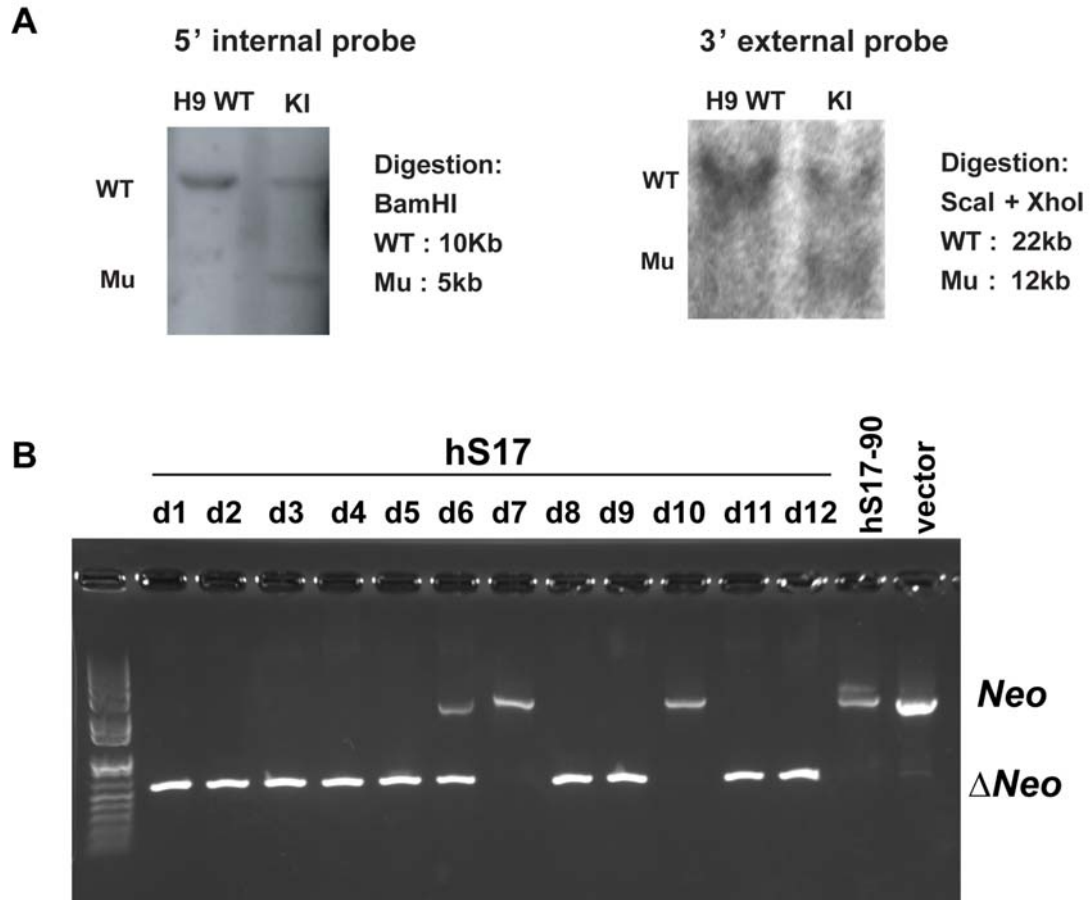 A
5’ internal probe
H9 WT KI
WT
Mu
Digestion:
BamHI
WT : 10Kb
Mu : 5kb
3’ external probe
H9 WT KI
WT
Mu
Digestion:
ScaI + XhoI
WT : 22kb
Mu : 12kb
B
hS17
d1 d2 d3 d4 d5 d6 d7 d8 d9 d10 d11 d12
hS17-90
vector
Neo
ΔNeo